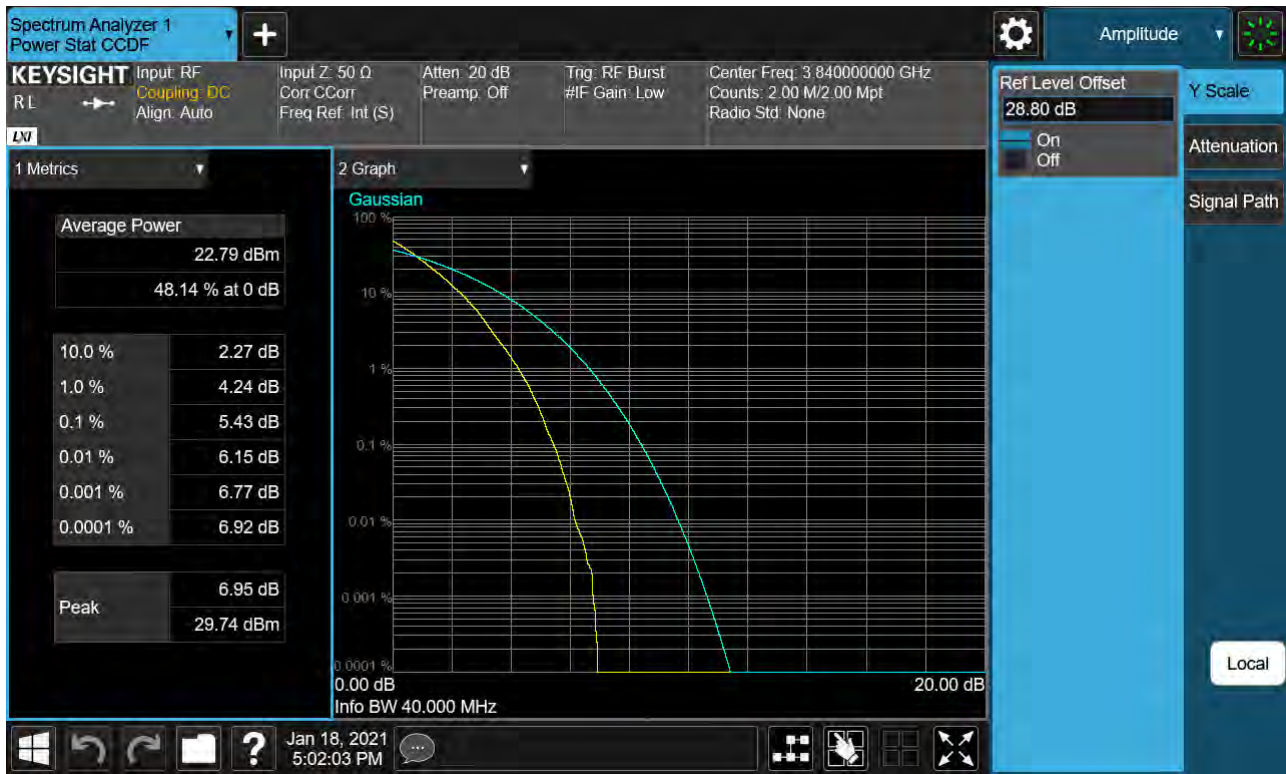 Spectrum Analyzer 1
Power Stat CCDF
+
Amplitude
KEYSIGHT
RL
LXI
Input: RF
Coupling: DC
Align: Auto
Input Z: 50 Ω
Corr CCorr
Freq Ref: Int (S)
Atten: 20 dB
Preamp: Off
Trig: RF Burst
#IF Gain: Low
Center Freq: 3.840000000 GHz
Counts: 2.00 M/2.00 Mpt
Radio Std: None
Ref Level Offset
28.80 dB
On
Off
Y Scale
Attenuation
Signal Path
Local
1 Metrics
Average Power
22.79 dBm
48.14 % at 0 dB
10.0 % 2.27 dB
1.0 % 4.24 dB
0.1 % 5.43 dB
0.01 % 6.15 dB
0.001 % 6.77 dB
0.0001 % 6.92 dB
Peak 6.95 dB
29.74 dBm
2 Graph
Gaussian
100 %
10 %
1 %
0.1 %
0.01 %
0.001 %
0.0001 %
0.00 dB 20.00 dB
Info BW 40.000 MHz
?
Jan 18, 2021
5:02:03 PM